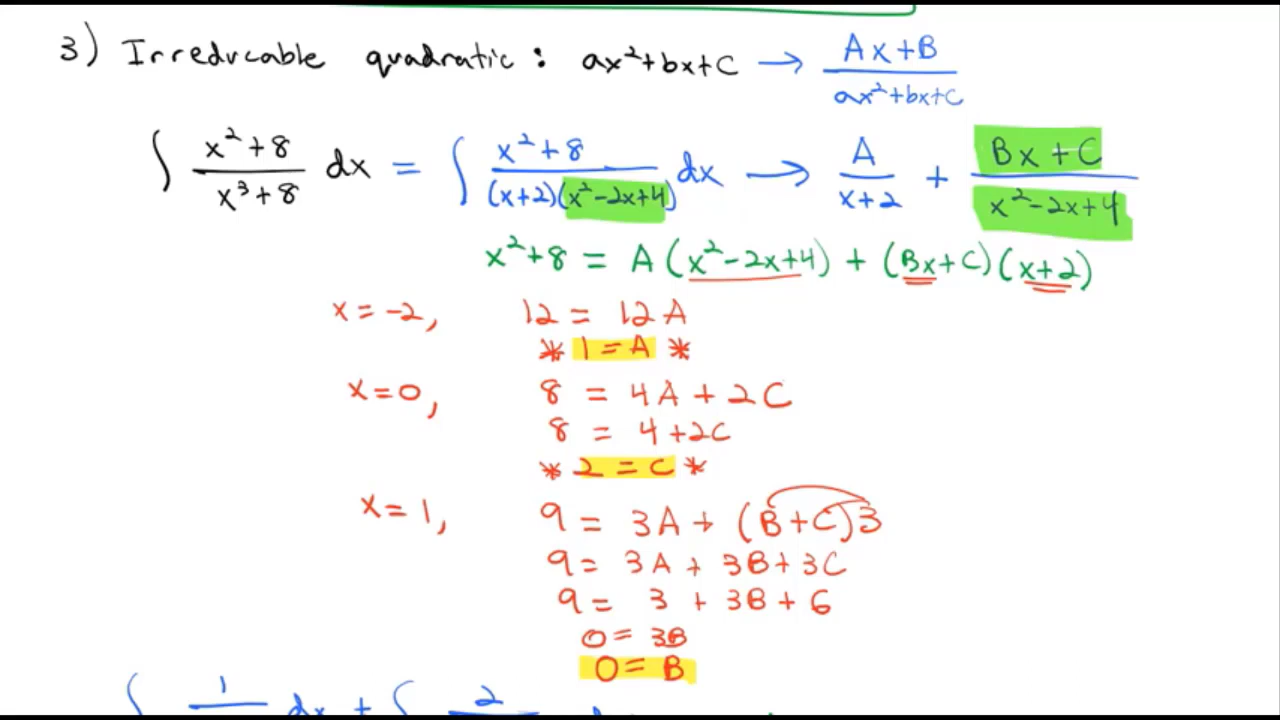 3) Irreducable quadratic: ax²+bx+C → (Ax+B)/(ax²+bx+C)
∫ (x²+8)/(x³+8) dx = ∫ (x²+8)/((x+2)(x²-2x+4)) dx → A/(x+2) + (Bx+C)/(x²-2x+4)
x²+8 = A(x²-2x+4) + (Bx+C)(x+2)
x=-2, 12 = 12A
* 1=A *
x=0, 8 = 4A+2C
8 = 4+2C
* 2=C *
x=1, 9 = 3A+(B+C)3
9 = 3A + 3B+3C
9 = 3 + 3B + 6
0 = 3B
0 = B
∫ 1 dx + ∫ 2